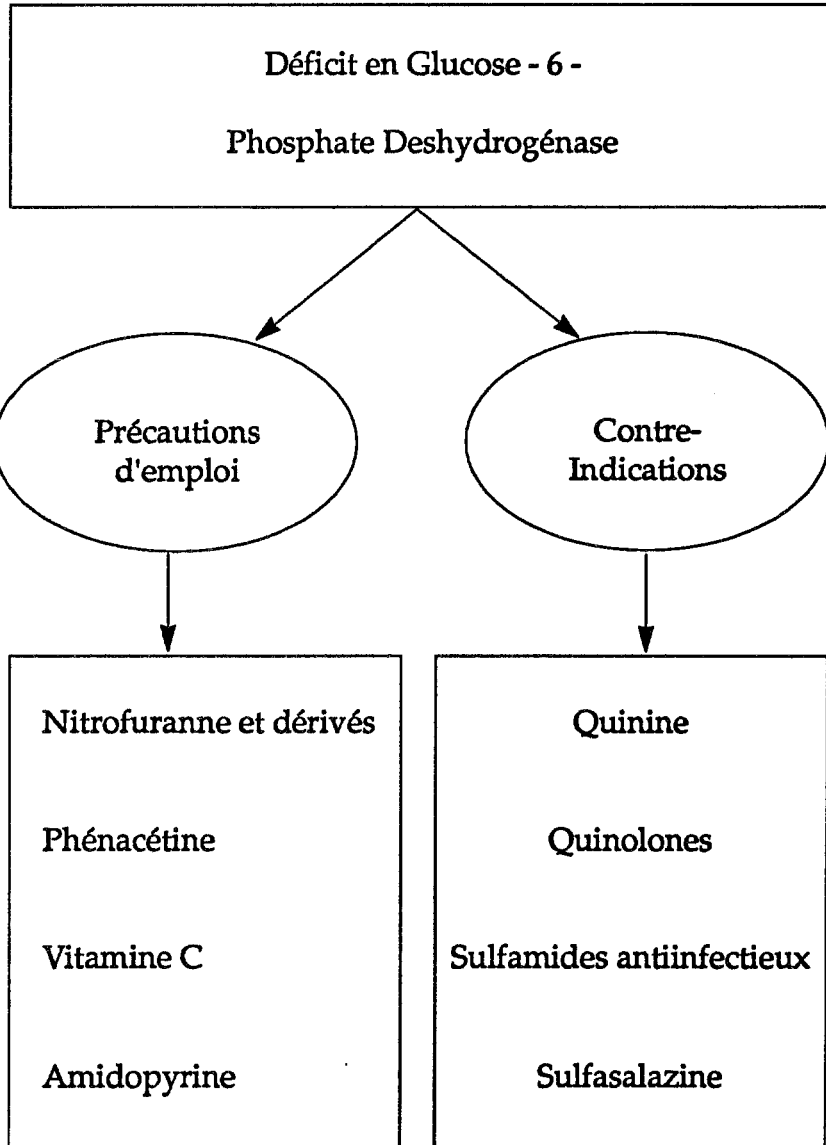 Déficit en Glucose - 6 -
Phosphate Deshydrogénase
Précautions
d'emploi
Contre-
Indications
Nitrofuranne et dérivés
Phénacétine
Vitamine C
Amidopyrine
Quinine
Quinolones
Sulfamides antiinfectieux
Sulfasalazine